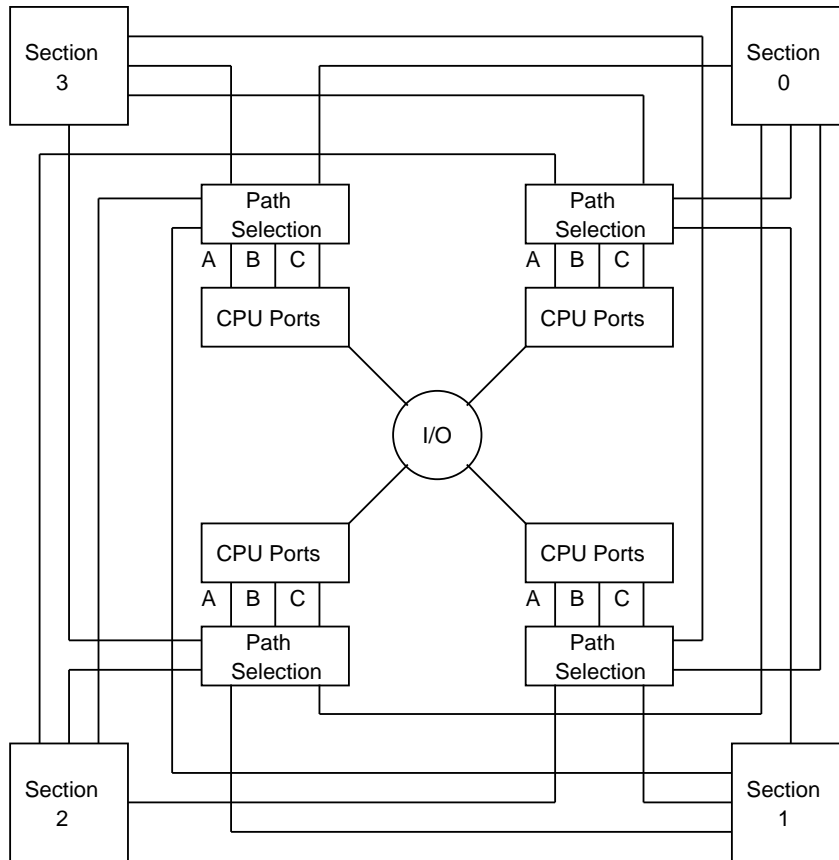 Section
3
Section
0
Path
Selection
Path
Selection
A B C
A B C
CPU Ports
CPU Ports
I/O
CPU Ports
CPU Ports
A B C
A B C
Path
Selection
Path
Selection
Section
2
Section
1